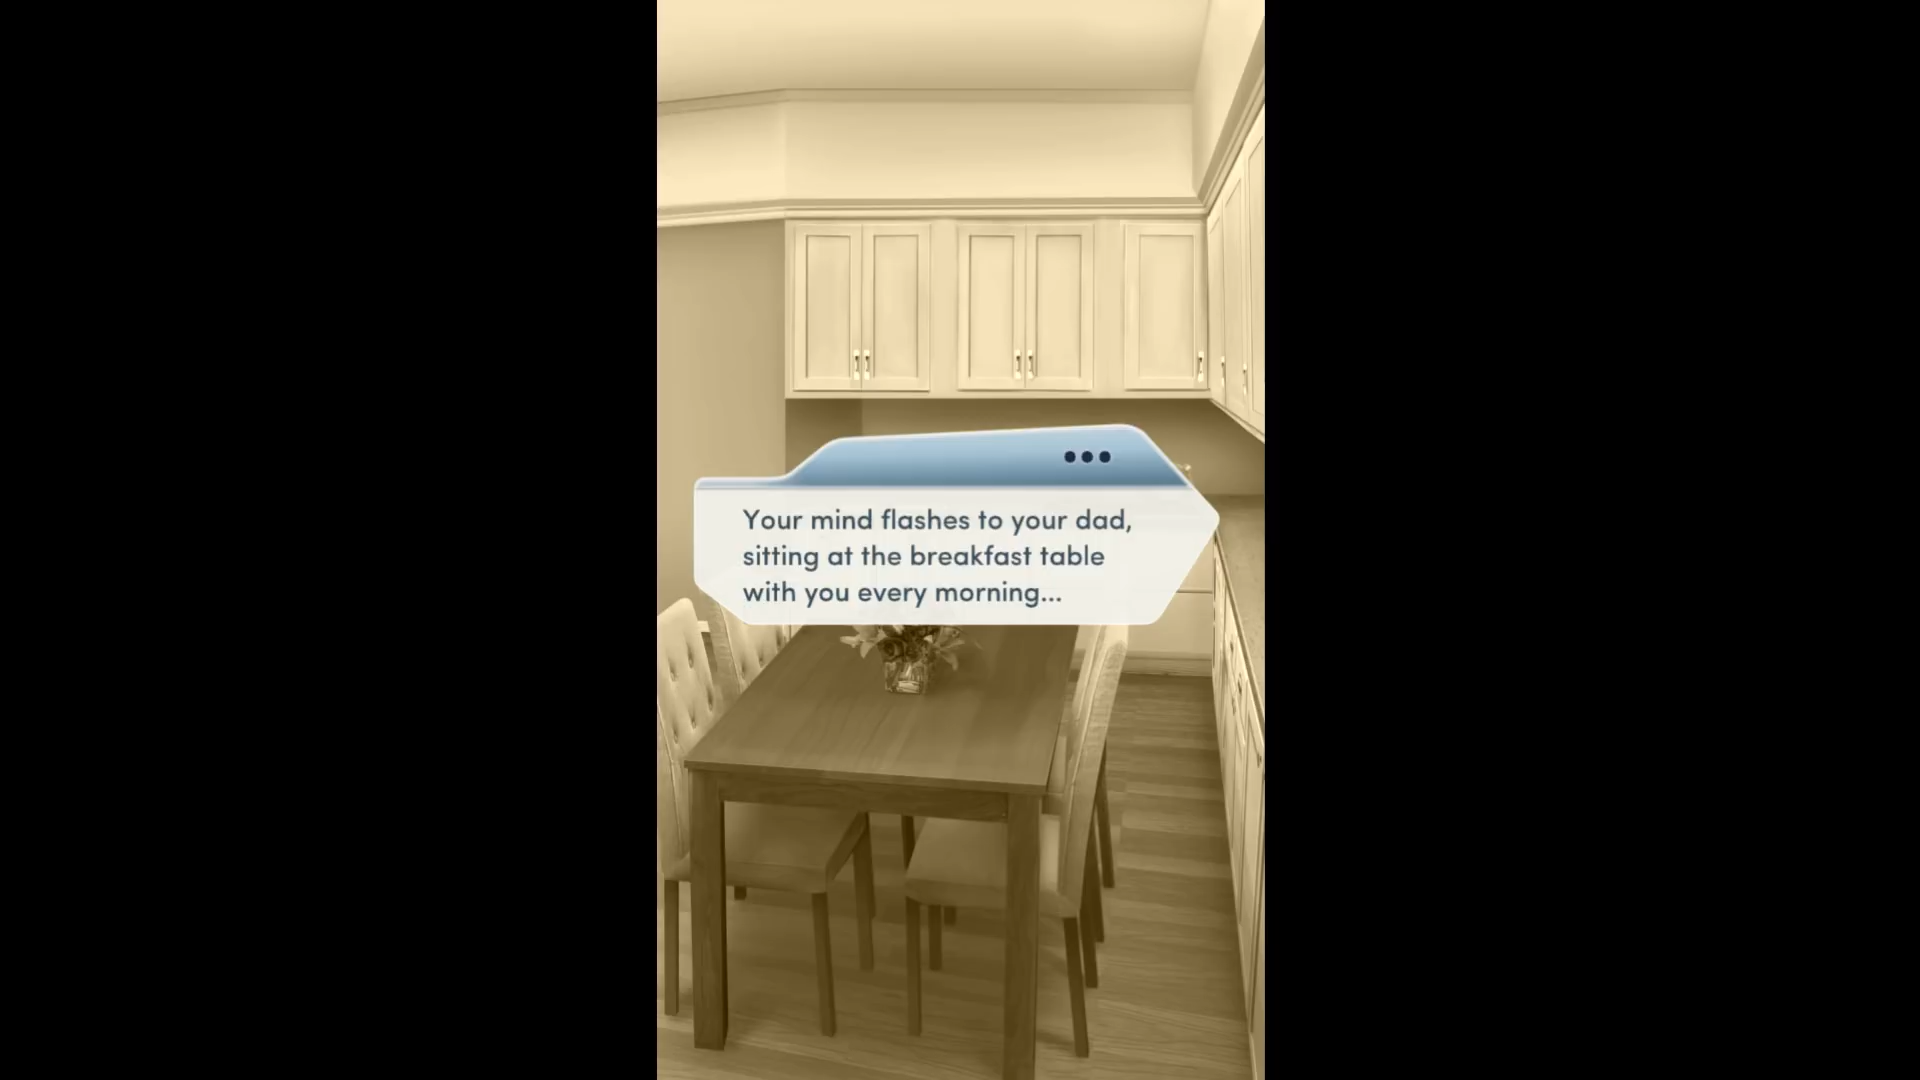 Your mind flashes to your dad,
sitting at the breakfast table
with you every morning...